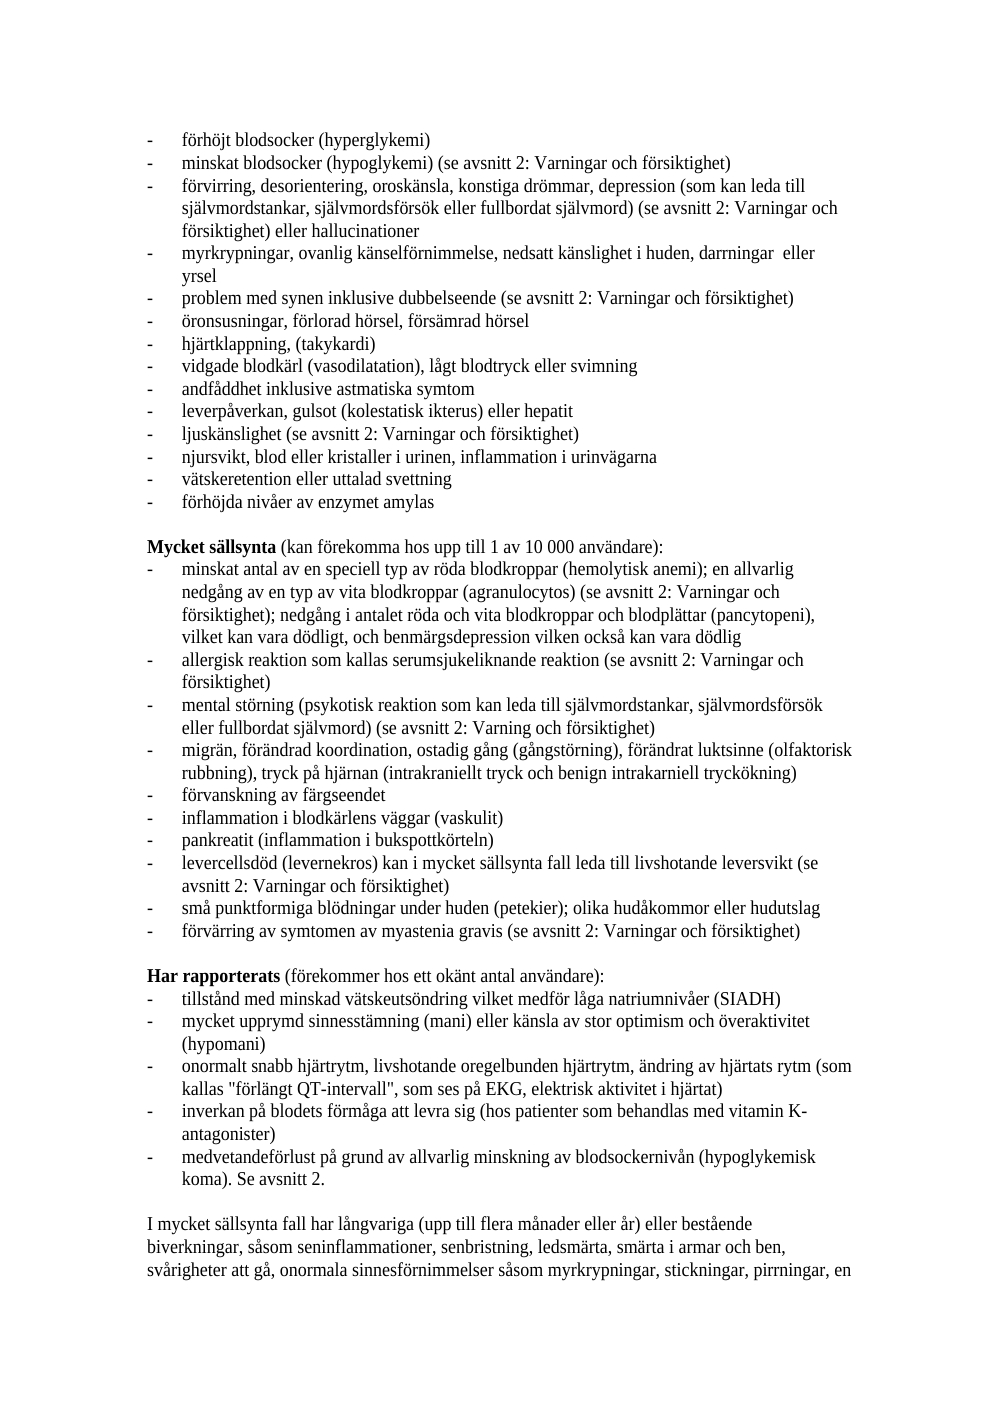 - förhöjt blodsocker (hyperglykemi)
- minskat blodsocker (hypoglykemi) (se avsnitt 2: Varningar och försiktighet)
- förvirring, desorientering, oroskänsla, konstiga drömmar, depression (som kan leda till
självmordstankar, självmordsförsök eller fullbordat självmord) (se avsnitt 2: Varningar och
försiktighet) eller hallucinationer
- myrkrypningar, ovanlig känselförnimmelse, nedsatt känslighet i huden, darrningar  eller
yrsel
- problem med synen inklusive dubbelseende (se avsnitt 2: Varningar och försiktighet)
- öronsusningar, förlorad hörsel, försämrad hörsel
- hjärtklappning, (takykardi)
- vidgade blodkärl (vasodilatation), lågt blodtryck eller svimning
- andfåddhet inklusive astmatiska symtom
- leverpåverkan, gulsot (kolestatisk ikterus) eller hepatit
- ljuskänslighet (se avsnitt 2: Varningar och försiktighet)
- njursvikt, blod eller kristaller i urinen, inflammation i urinvägarna
- vätskeretention eller uttalad svettning
- förhöjda nivåer av enzymet amylas
Mycket sällsynta (kan förekomma hos upp till 1 av 10 000 användare):
- minskat antal av en speciell typ av röda blodkroppar (hemolytisk anemi); en allvarlig
nedgång av en typ av vita blodkroppar (agranulocytos) (se avsnitt 2: Varningar och
försiktighet); nedgång i antalet röda och vita blodkroppar och blodplättar (pancytopeni),
vilket kan vara dödligt, och benmärgsdepression vilken också kan vara dödlig
- allergisk reaktion som kallas serumsjukeliknande reaktion (se avsnitt 2: Varningar och
försiktighet)
- mental störning (psykotisk reaktion som kan leda till självmordstankar, självmordsförsök
eller fullbordat självmord) (se avsnitt 2: Varning och försiktighet)
- migrän, förändrad koordination, ostadig gång (gångstörning), förändrat luktsinne (olfaktorisk
rubbning), tryck på hjärnan (intrakraniellt tryck och benign intrakarniell tryckökning)
- förvanskning av färgseendet
- inflammation i blodkärlens väggar (vaskulit)
- pankreatit (inflammation i bukspottkörteln)
- levercellsdöd (levernekros) kan i mycket sällsynta fall leda till livshotande leversvikt (se
avsnitt 2: Varningar och försiktighet)
- små punktformiga blödningar under huden (petekier); olika hudåkommor eller hudutslag
- förvärring av symtomen av myastenia gravis (se avsnitt 2: Varningar och försiktighet)
Har rapporterats (förekommer hos ett okänt antal användare):
- tillstånd med minskad vätskeutsöndring vilket medför låga natriumnivåer (SIADH)
- mycket upprymd sinnesstämning (mani) eller känsla av stor optimism och överaktivitet
(hypomani)
- onormalt snabb hjärtrytm, livshotande oregelbunden hjärtrytm, ändring av hjärtats rytm (som
kallas "förlängt QT-intervall", som ses på EKG, elektrisk aktivitet i hjärtat)
- inverkan på blodets förmåga att levra sig (hos patienter som behandlas med vitamin K-
antagonister)
- medvetandeförlust på grund av allvarlig minskning av blodsockernivån (hypoglykemisk
koma). Se avsnitt 2.
I mycket sällsynta fall har långvariga (upp till flera månader eller år) eller bestående
biverkningar, såsom seninflammationer, senbristning, ledsmärta, smärta i armar och ben,
svårigheter att gå, onormala sinnesförnimmelser såsom myrkrypningar, stickningar, pirrningar, en